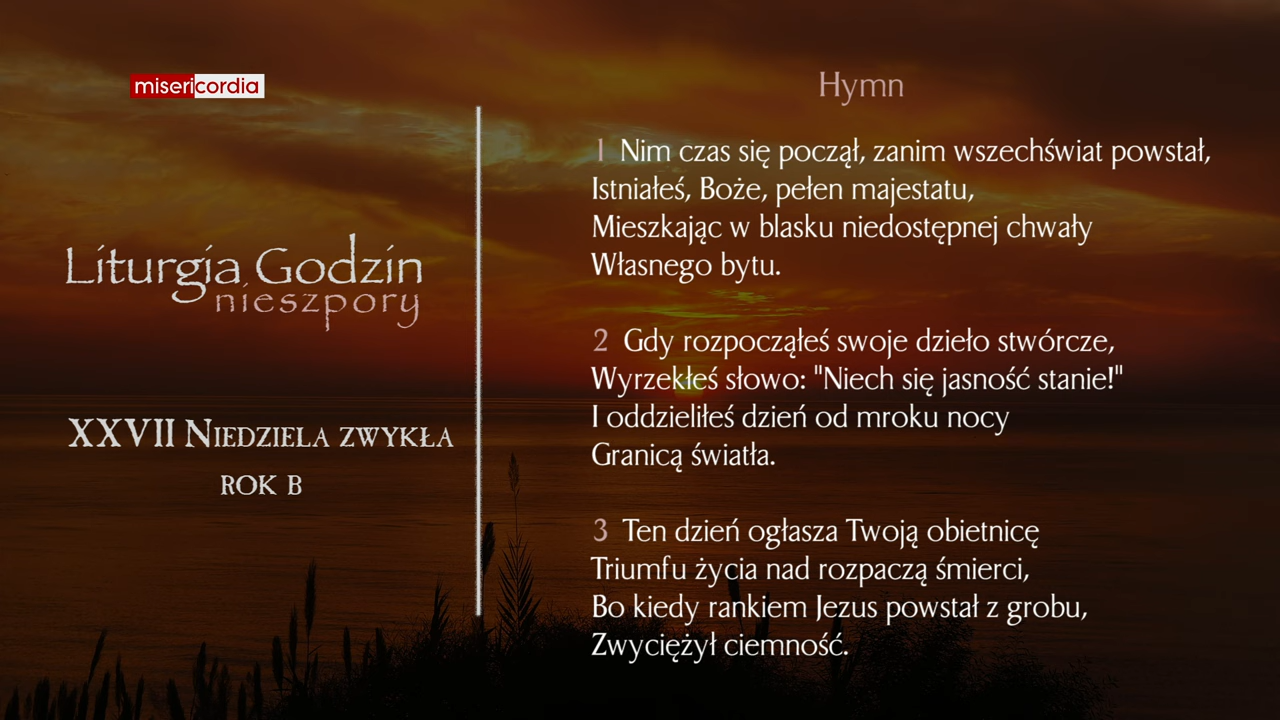 misericordia
Liturgia Godzin
nieszpory
XXVII Niedziela zwykła
rok B
Hymn
1 Nim czas się począł, zanim wszechświat powstał,
Istniałeś, Boże, pełen majestatu,
Mieszkając w blasku niedostępnej chwały
Własnego bytu.
2 Gdy rozpocząłeś swoje dzieło stwórcze,
Wyrzekłeś słowo: "Niech się jasność stanie!"
I oddzieliłeś dzień od mroku nocy
Granicą światła.
3 Ten dzień ogłasza Twoją obietnicę
Triumfu życia nad rozpaczą śmierci,
Bo kiedy rankiem Jezus powstał z grobu,
Zwyciężył ciemność.